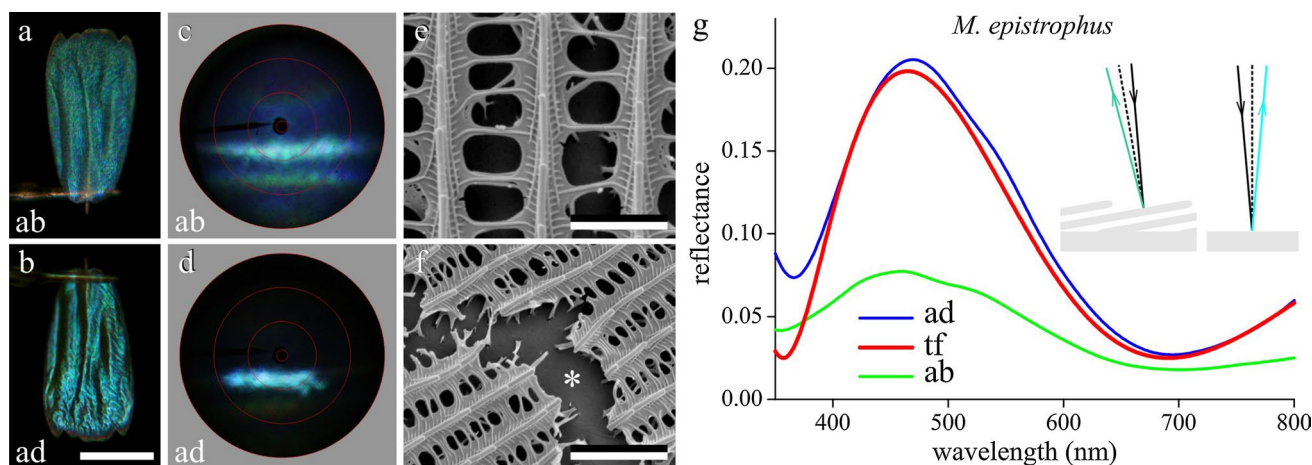 a
ab
b
ad
c
ab
d
ad
e
f
*
g
M. epistrophus
reflectance
0.20
0.15
0.10
0.05
0.00
ad
tf
ab
400
500
600
700
800
wavelength (nm)